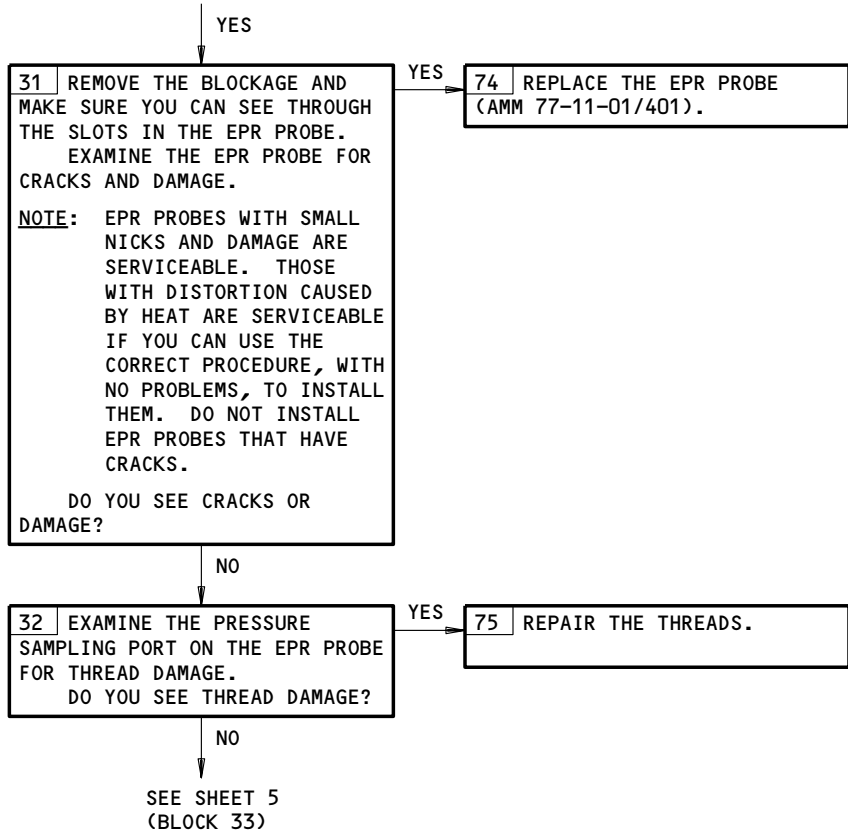 YES
31 REMOVE THE BLOCKAGE AND
MAKE SURE YOU CAN SEE THROUGH
THE SLOTS IN THE EPR PROBE.
EXAMINE THE EPR PROBE FOR
CRACKS AND DAMAGE.
NOTE: EPR PROBES WITH SMALL
NICKS AND DAMAGE ARE
SERVICEABLE. THOSE
WITH DISTORTION CAUSED
BY HEAT ARE SERVICEABLE
IF YOU CAN USE THE
CORRECT PROCEDURE, WITH
NO PROBLEMS, TO INSTALL
THEM. DO NOT INSTALL
EPR PROBES THAT HAVE
CRACKS.
DO YOU SEE CRACKS OR
DAMAGE?
YES
74 REPLACE THE EPR PROBE
(AMM 77-11-01/401).
NO
32 EXAMINE THE PRESSURE
SAMPLING PORT ON THE EPR PROBE
FOR THREAD DAMAGE.
DO YOU SEE THREAD DAMAGE?
YES
75 REPAIR THE THREADS.
NO
SEE SHEET 5
(BLOCK 33)